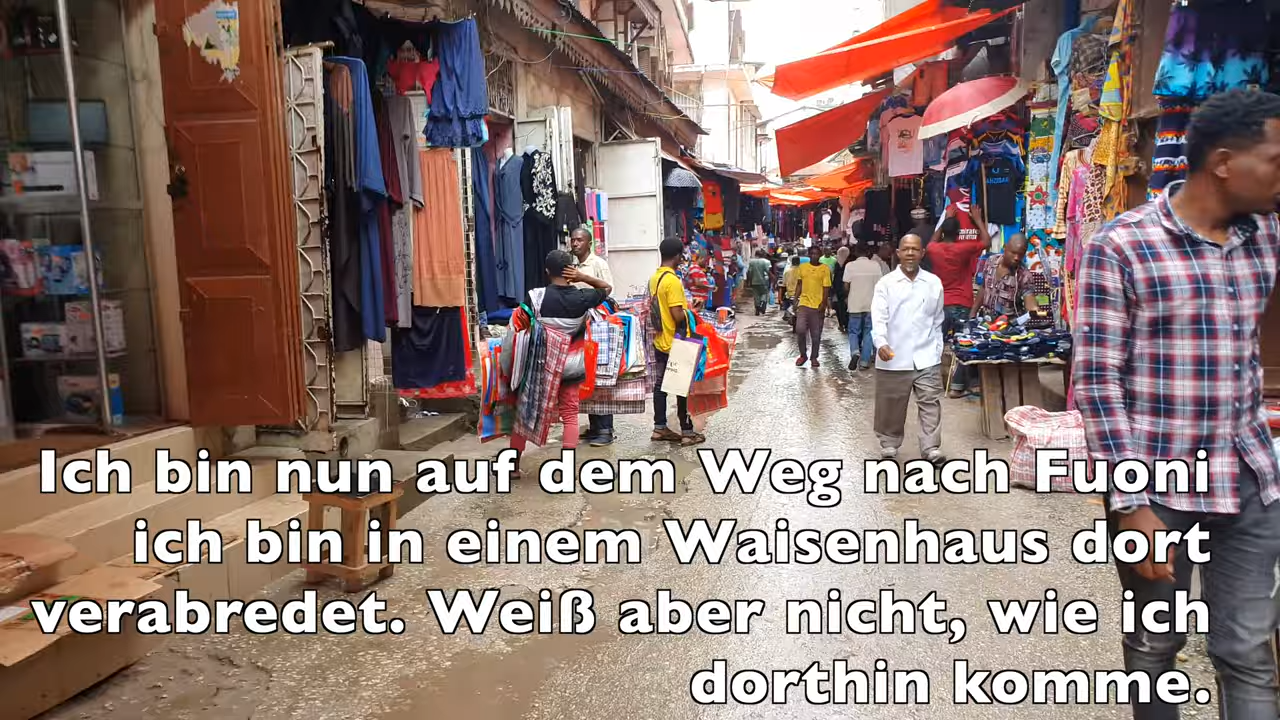 Ich bin nun auf dem Weg nach Fuoni
ich bin in einem Waisenhaus dort
verabredet. Weiß aber nicht, wie ich
dorthin komme.